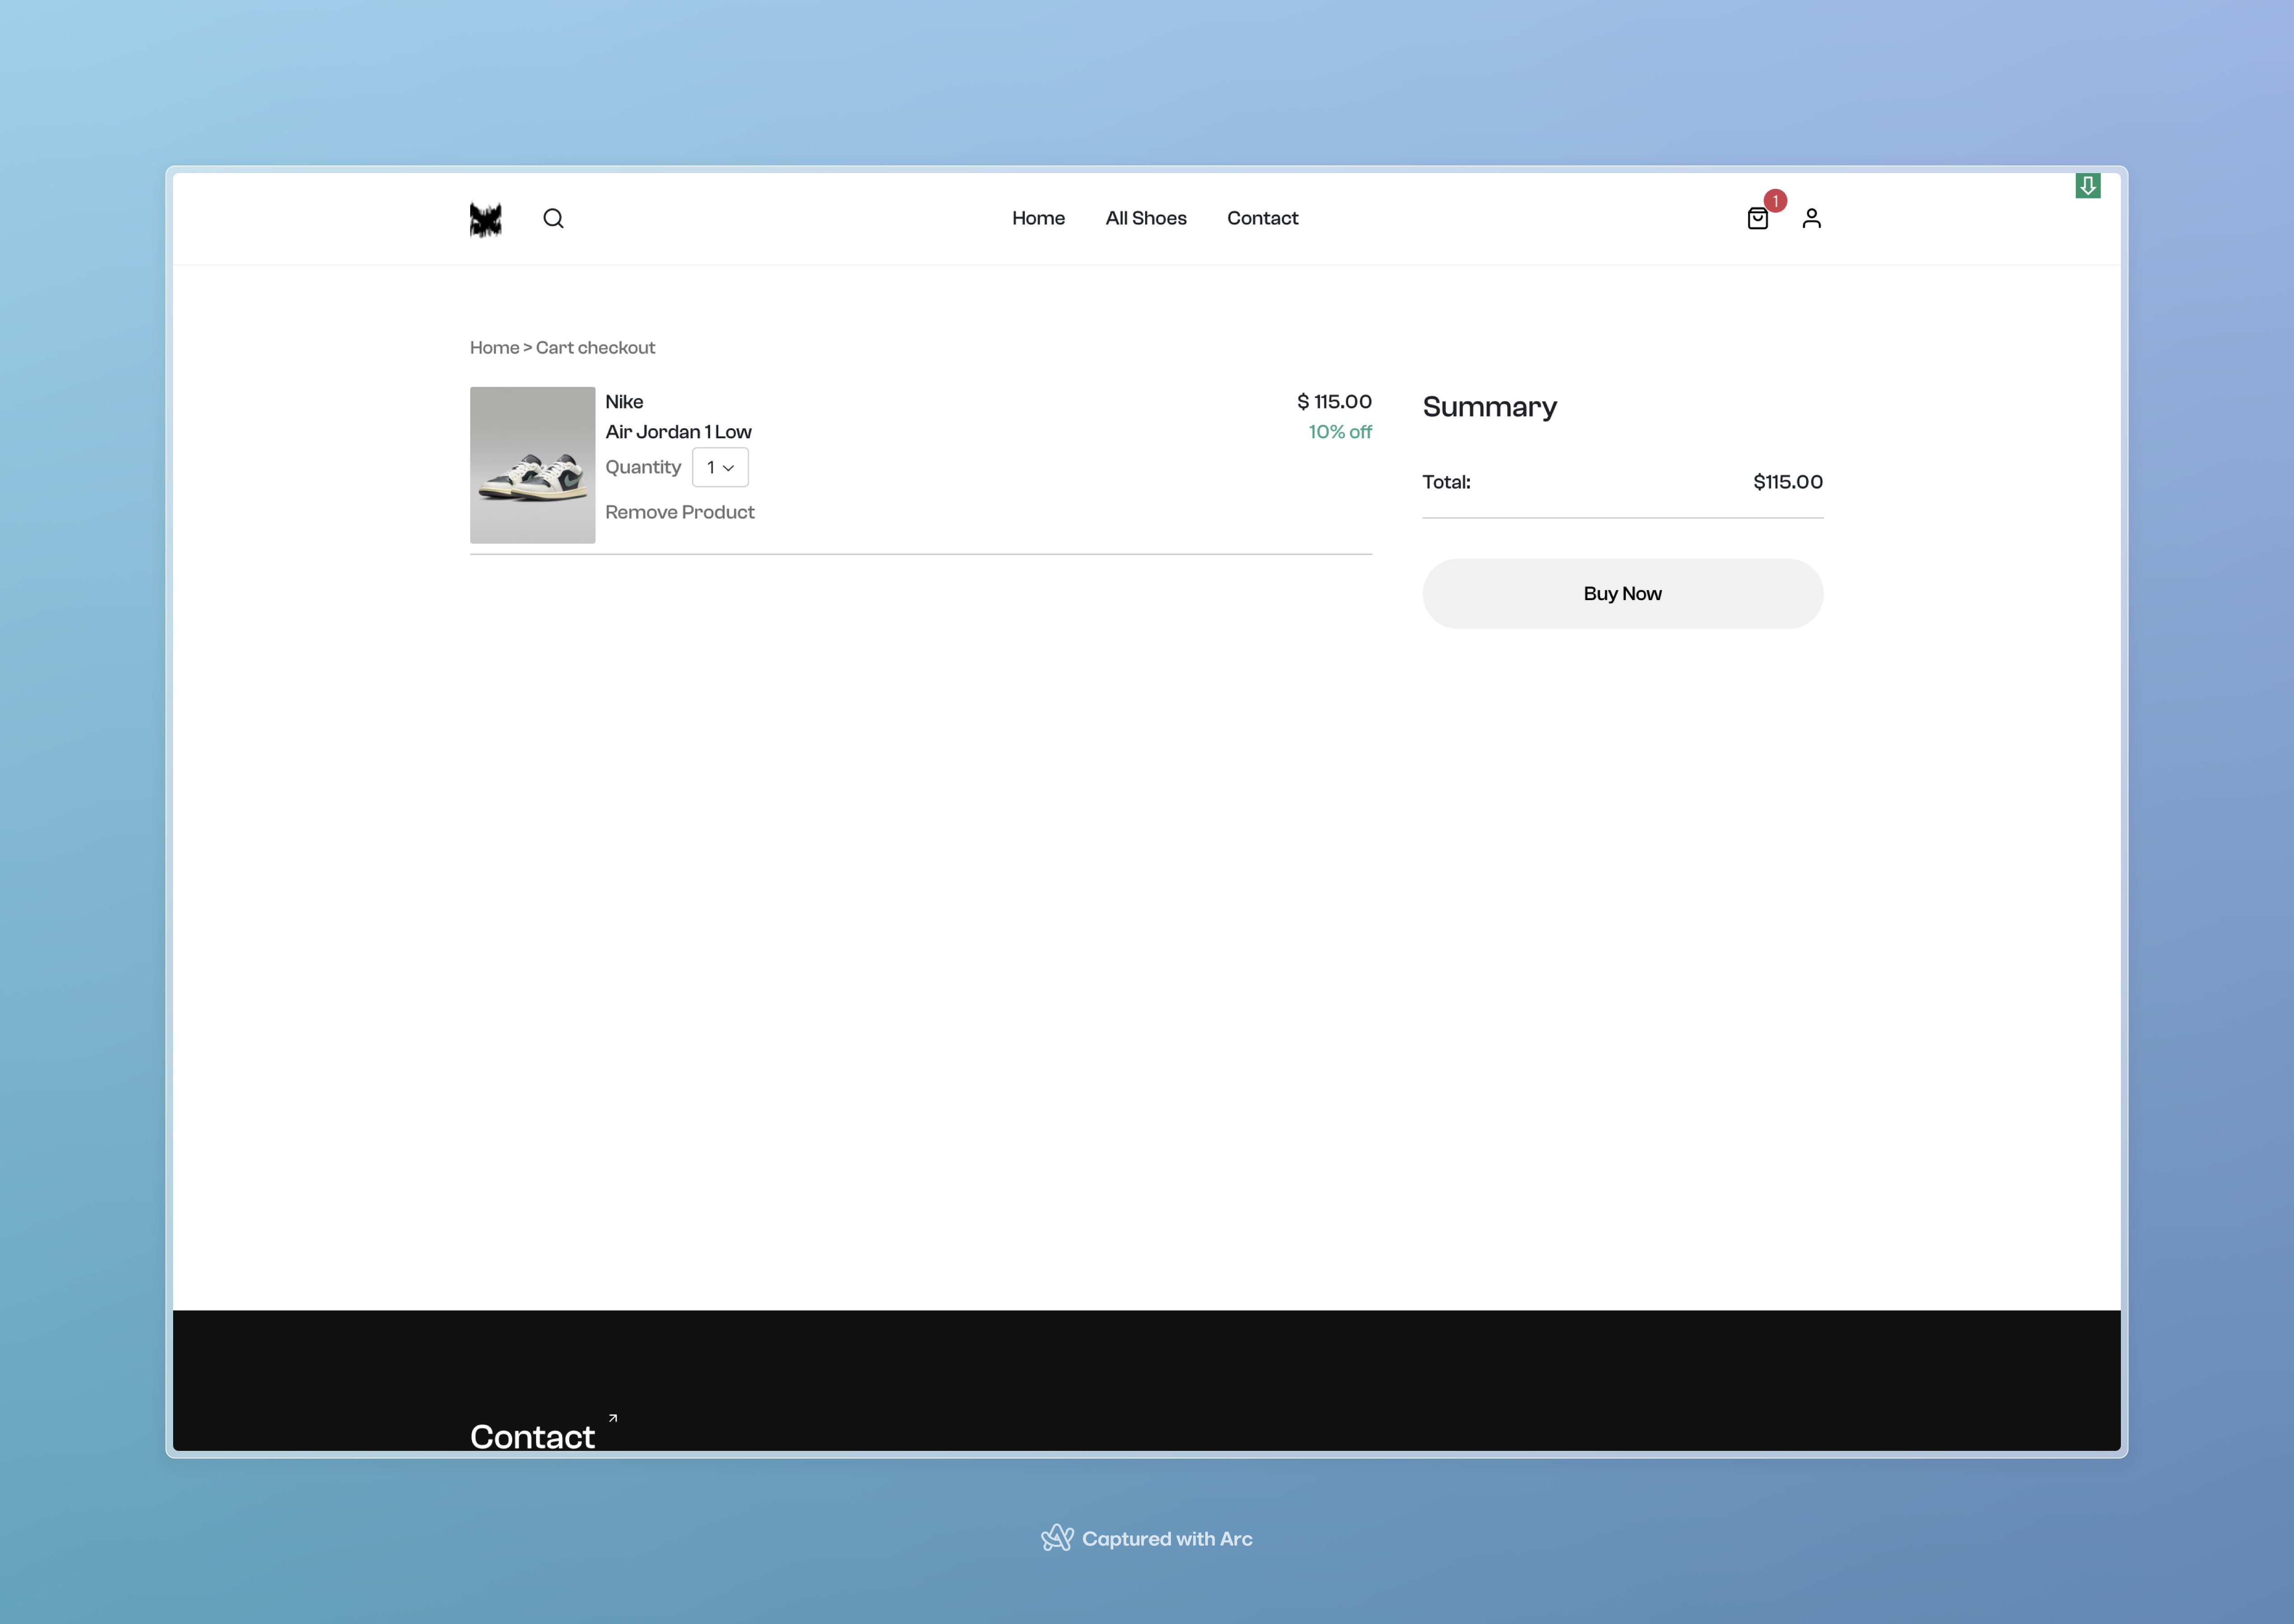 Home All Shoes Contact
1
Home > Cart checkout
Nike
$ 115.00
Air Jordan 1 Low
10% off
Quantity 1
Remove Product
Summary
Total: $115.00
Buy Now
Contact
Captured with Arc